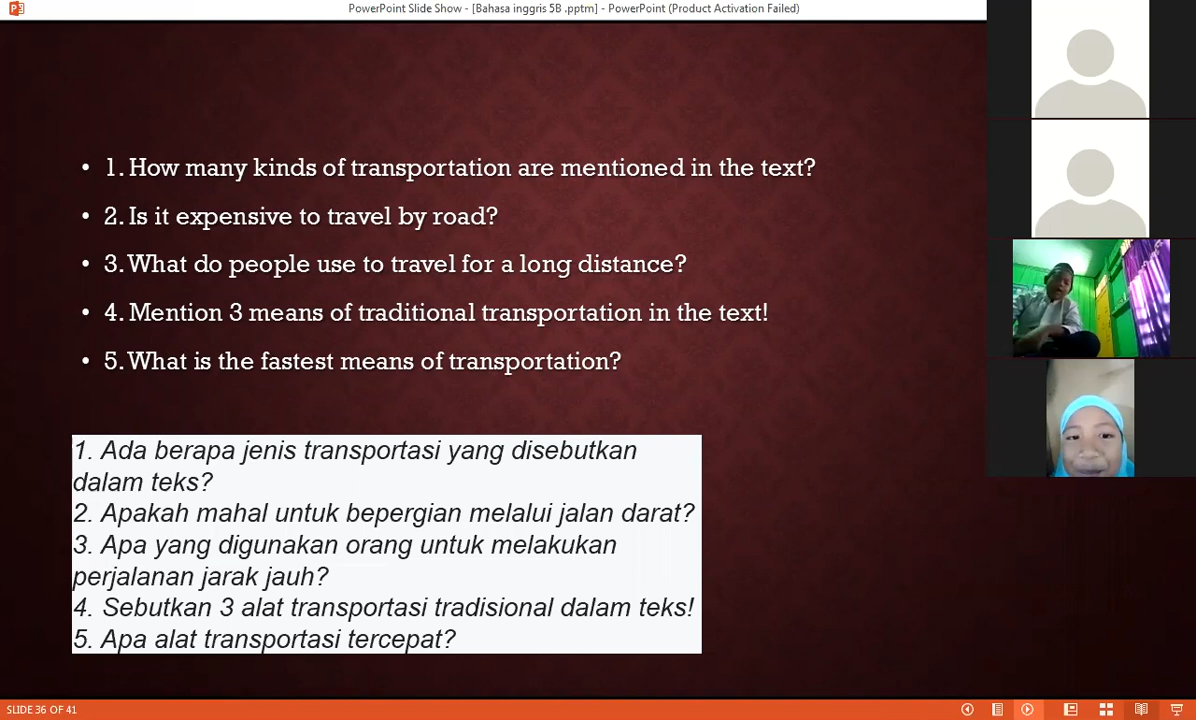 PowerPoint Slide Show - [Bahasa inggris 5B .pptm] - PowerPoint (Product Activation Failed)
• 1. How many kinds of transportation are mentioned in the text?
• 2. Is it expensive to travel by road?
• 3. What do people use to travel for a long distance?
• 4. Mention 3 means of traditional transportation in the text!
• 5. What is the fastest means of transportation?
1. Ada berapa jenis transportasi yang disebutkan
dalam teks?
2. Apakah mahal untuk bepergian melalui jalan darat?
3. Apa yang digunakan orang untuk melakukan
perjalanan jarak jauh?
4. Sebutkan 3 alat transportasi tradisional dalam teks!
5. Apa alat transportasi tercepat?
SLIDE 36 OF 41